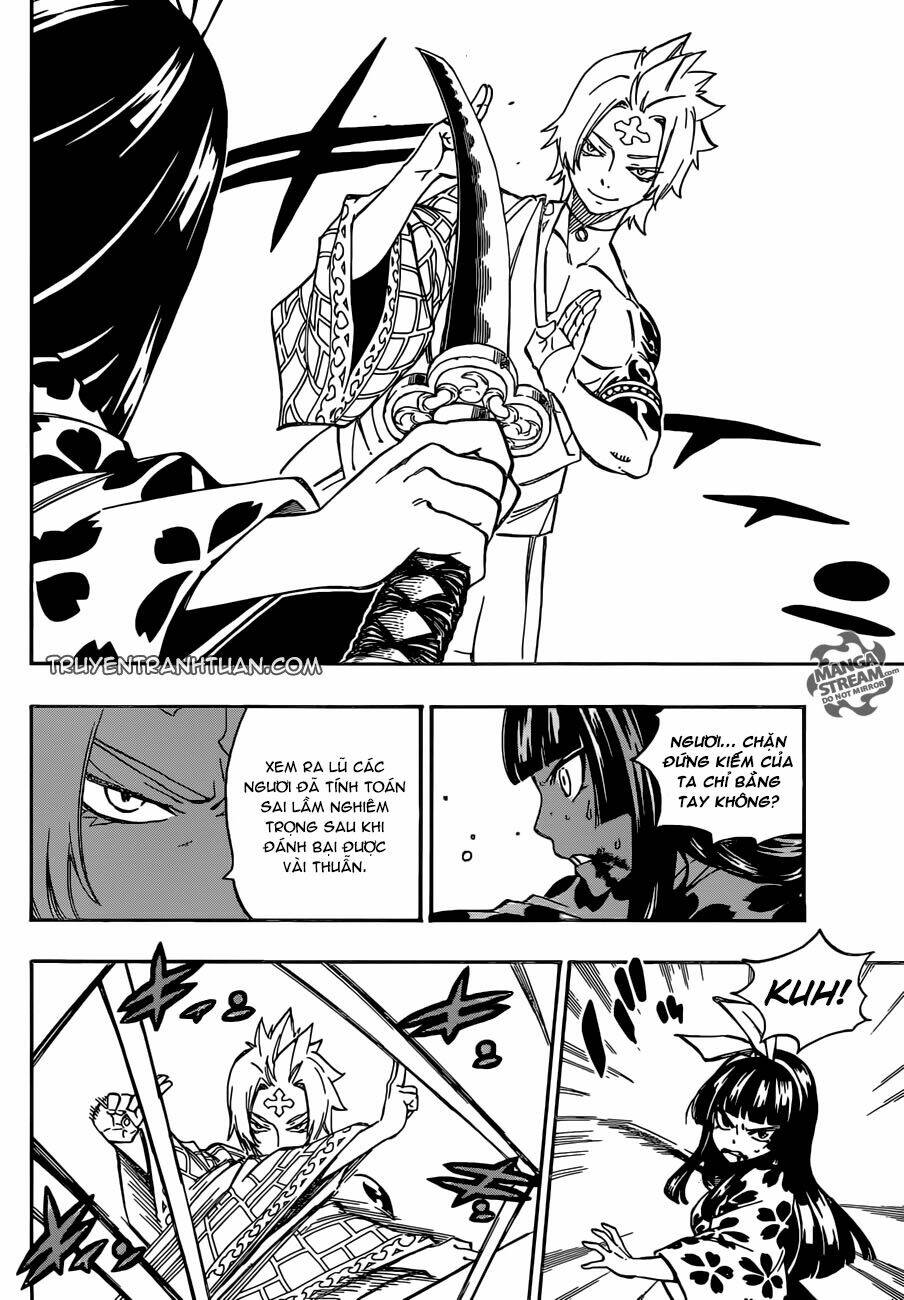 TRUYENTRANHTUAN.COM
MANGA
STREAM.com
DO NOT MIRROR
XEM RA LŨ CÁC
NGƯƠI ĐÃ TÍNH TOÁN
SAI LẦM NGHIÊM
TRỌNG SAU KHI
ĐÁNH BẠI ĐƯỢC
VÀI THUẪN.
NGƯƠI... CHẶN
ĐỨNG KIẾM CỦA
TA CHỈ BẰNG
TAY KHÔNG?
KUH!